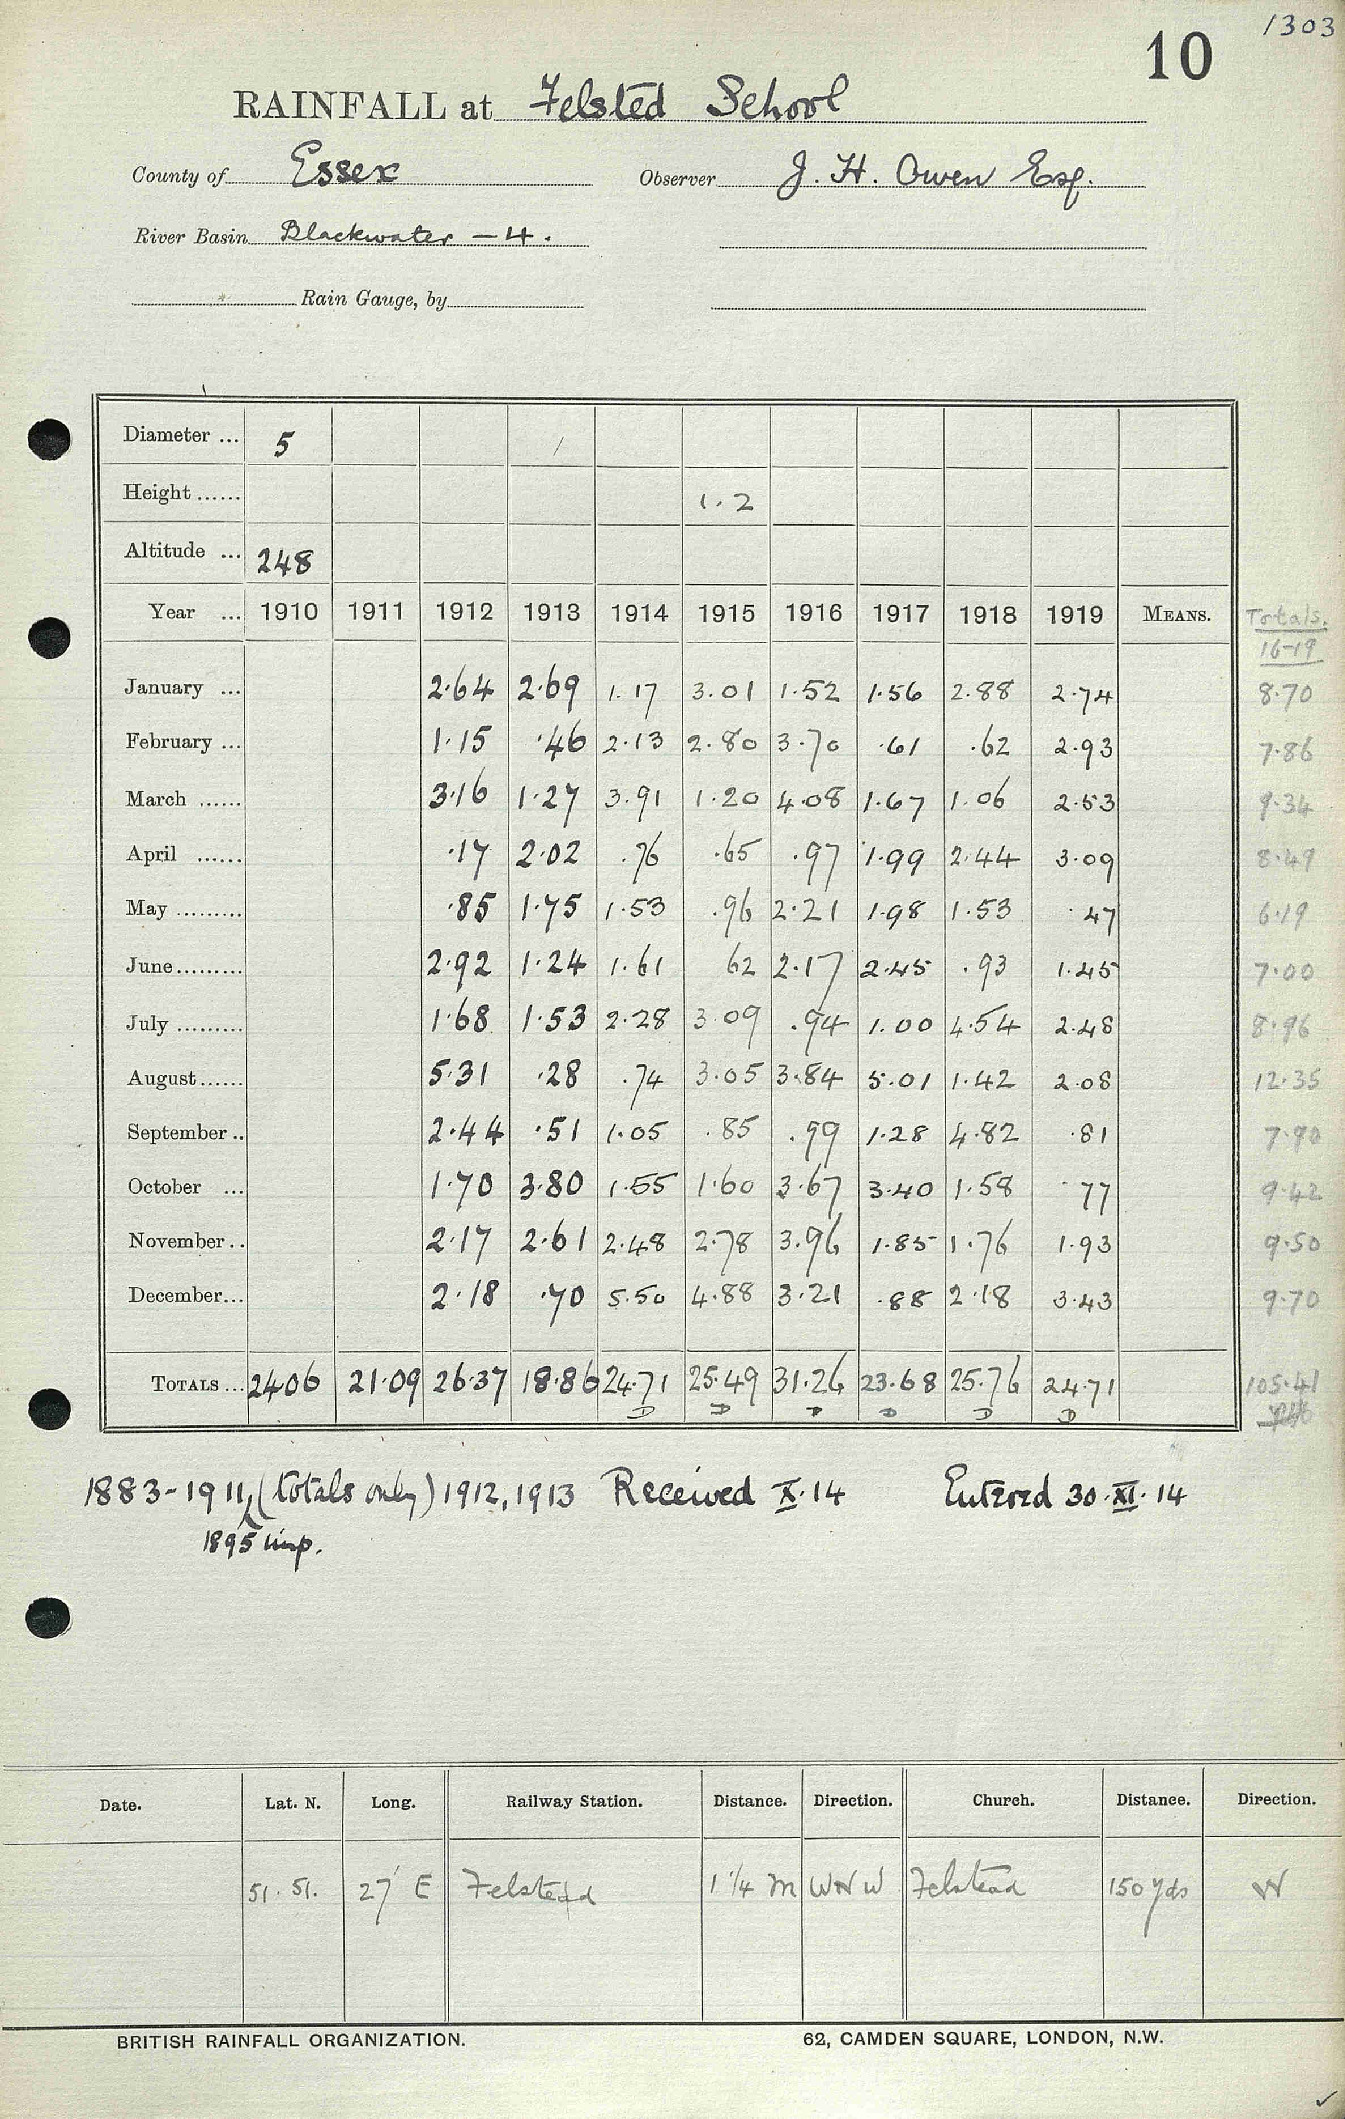 1303
10
RAINFALL at Felsted School
County of Essex Observer J. H. Owen Esq.
River Basin Blackwater - 4.
Rain Gauge, by
Diameter ... 5
Height ...... 1.2
Altitude ... 248
Year ... 1910 1911 1912 1913 1914 1915 1916 1917 1918 1919 MEANS. Totals. 16-19
January ... 2.64 2.69 1.17 3.01 1.52 1.56 2.88 2.74 8.70
February ... 1.15 .46 2.13 2.80 3.70 .61 .62 2.93 7.86
March ...... 3.16 1.27 3.91 1.20 4.08 1.67 1.06 2.53 9.34
April ...... .17 2.02 .76 .65 .97 1.99 2.44 3.09 8.49
May ......... .85 1.75 1.53 .96 2.21 1.98 1.53 .47 6.19
June......... 2.92 1.24 1.61 62 2.17 2.45 .93 1.45 7.00
July ......... 1.68 1.53 2.28 3.09 .94 1.00 4.54 2.48 8.96
August...... 5.31 .28 .74 3.05 3.84 5.01 1.42 2.08 12.35
September.. 2.44 .51 1.05 .85 .99 1.28 4.82 .81 7.90
October ... 1.70 3.80 1.55 1.60 3.67 3.40 1.58 .77 9.42
November.. 2.17 2.61 2.48 2.78 3.96 1.85 1.76 1.93 9.50
December... 2.18 .70 5.50 4.88 3.21 .88 2.18 3.43 9.70
TOTALS ... 24.06 21.09 26.37 18.86 24.71 25.49 31.26 23.68 25.76 24.71 105.41
D D D D D D
1883-1911, (totals only) 1912, 1913 Received X.14 Entered 30.XI.14
1895 imp.
Date. Lat. N. Long. Railway Station. Distance. Direction. Church. Distance. Direction.
51.51. 27' E Felstead 1 1/4 m WNW Felstead 150 yds W
BRITISH RAINFALL ORGANIZATION. 62, CAMDEN SQUARE, LONDON, N.W.